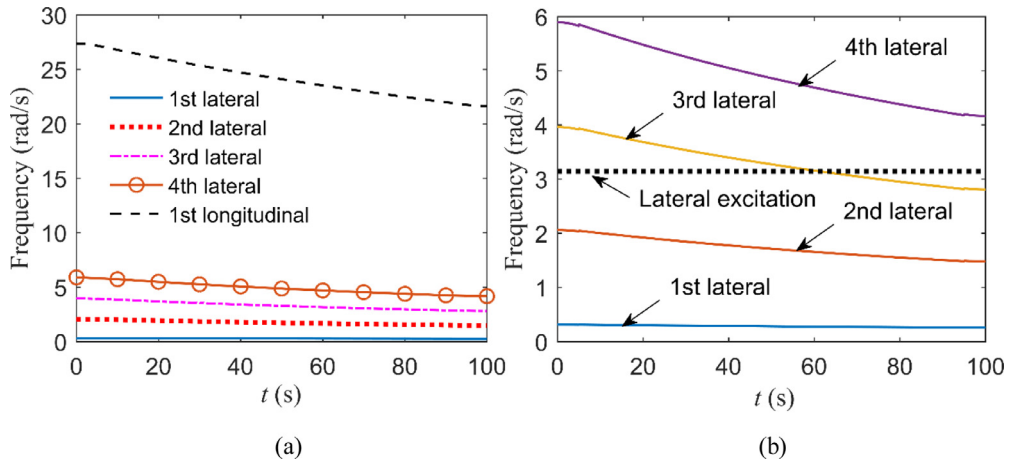 30
25
20
15
10
5
0
Frequency (rad/s)
1st lateral
2nd lateral
3rd lateral
4th lateral
1st longitudinal
0 20 40 60 80 100
t (s)
(a)
6
5
4
3
2
1
0
Frequency (rad/s)
4th lateral
3rd lateral
Lateral excitation
2nd lateral
1st lateral
0 20 40 60 80 100
t (s)
(b)